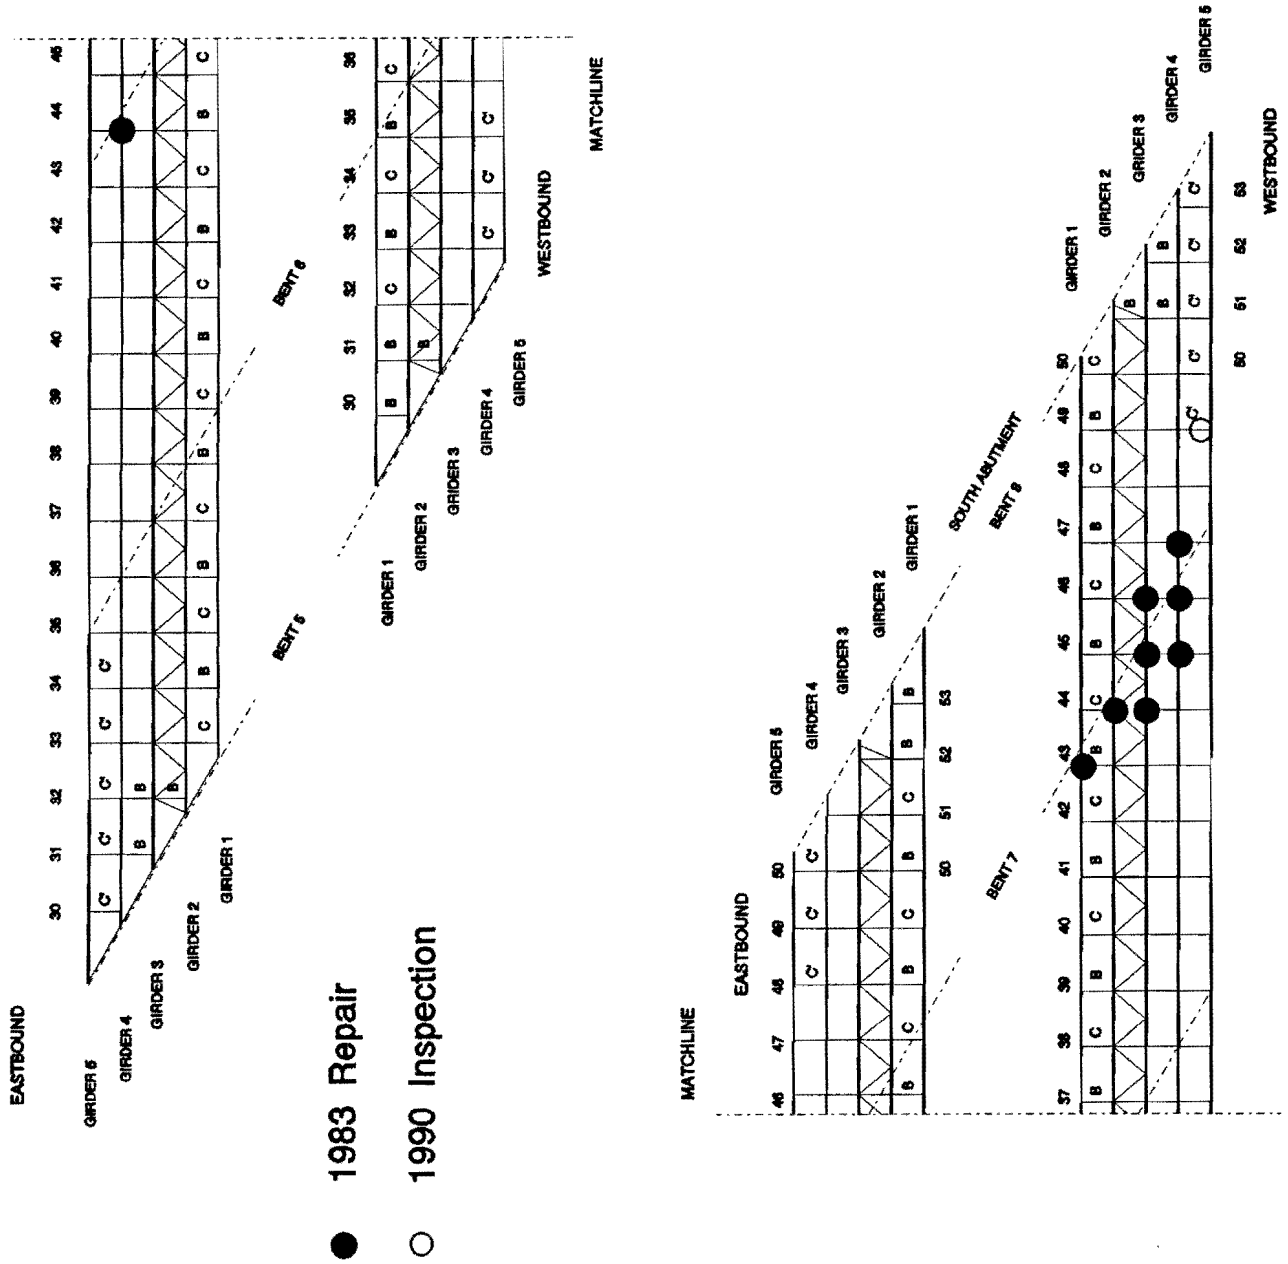 EASTBOUND
30 31 32 33 34 35 36 37 38 39 40 41 42 43 44 45
GIRDER 5
C' C' C' C' C'
GIRDER 4
B B
GIRDER 3
B
GIRDER 2
C B C B C B C B C B C B C
GIRDER 1
BENT 5
BENT 6
30 31 32 33 34 35 36
GIRDER 1
B B C B C B C
GIRDER 2
B
GRIDER 3
GIRDER 4
C' C' C'
GIRDER 5
WESTBOUND
MATCHLINE
1983 Repair
1990 Inspection
MATCHLINE
EASTBOUND
46 47 48 49 50
GIRDER 5
C' C' C'
GIRDER 4
GIRDER 3
GIRDER 2
B C B C B C B B
GIRDER 1
50 51 52 53
BENT 7
SOUTH ABUTMENT
BENT 8
37 38 39 40 41 42 43 44 45 46 47 48 49 50
GIRDER 1
B C B C B C B C B C B C B C
GIRDER 2
B
GRIDER 3
B B
GIRDER 4
C' C' C' C' C'
GIRDER 5
50 51 52 53
WESTBOUND